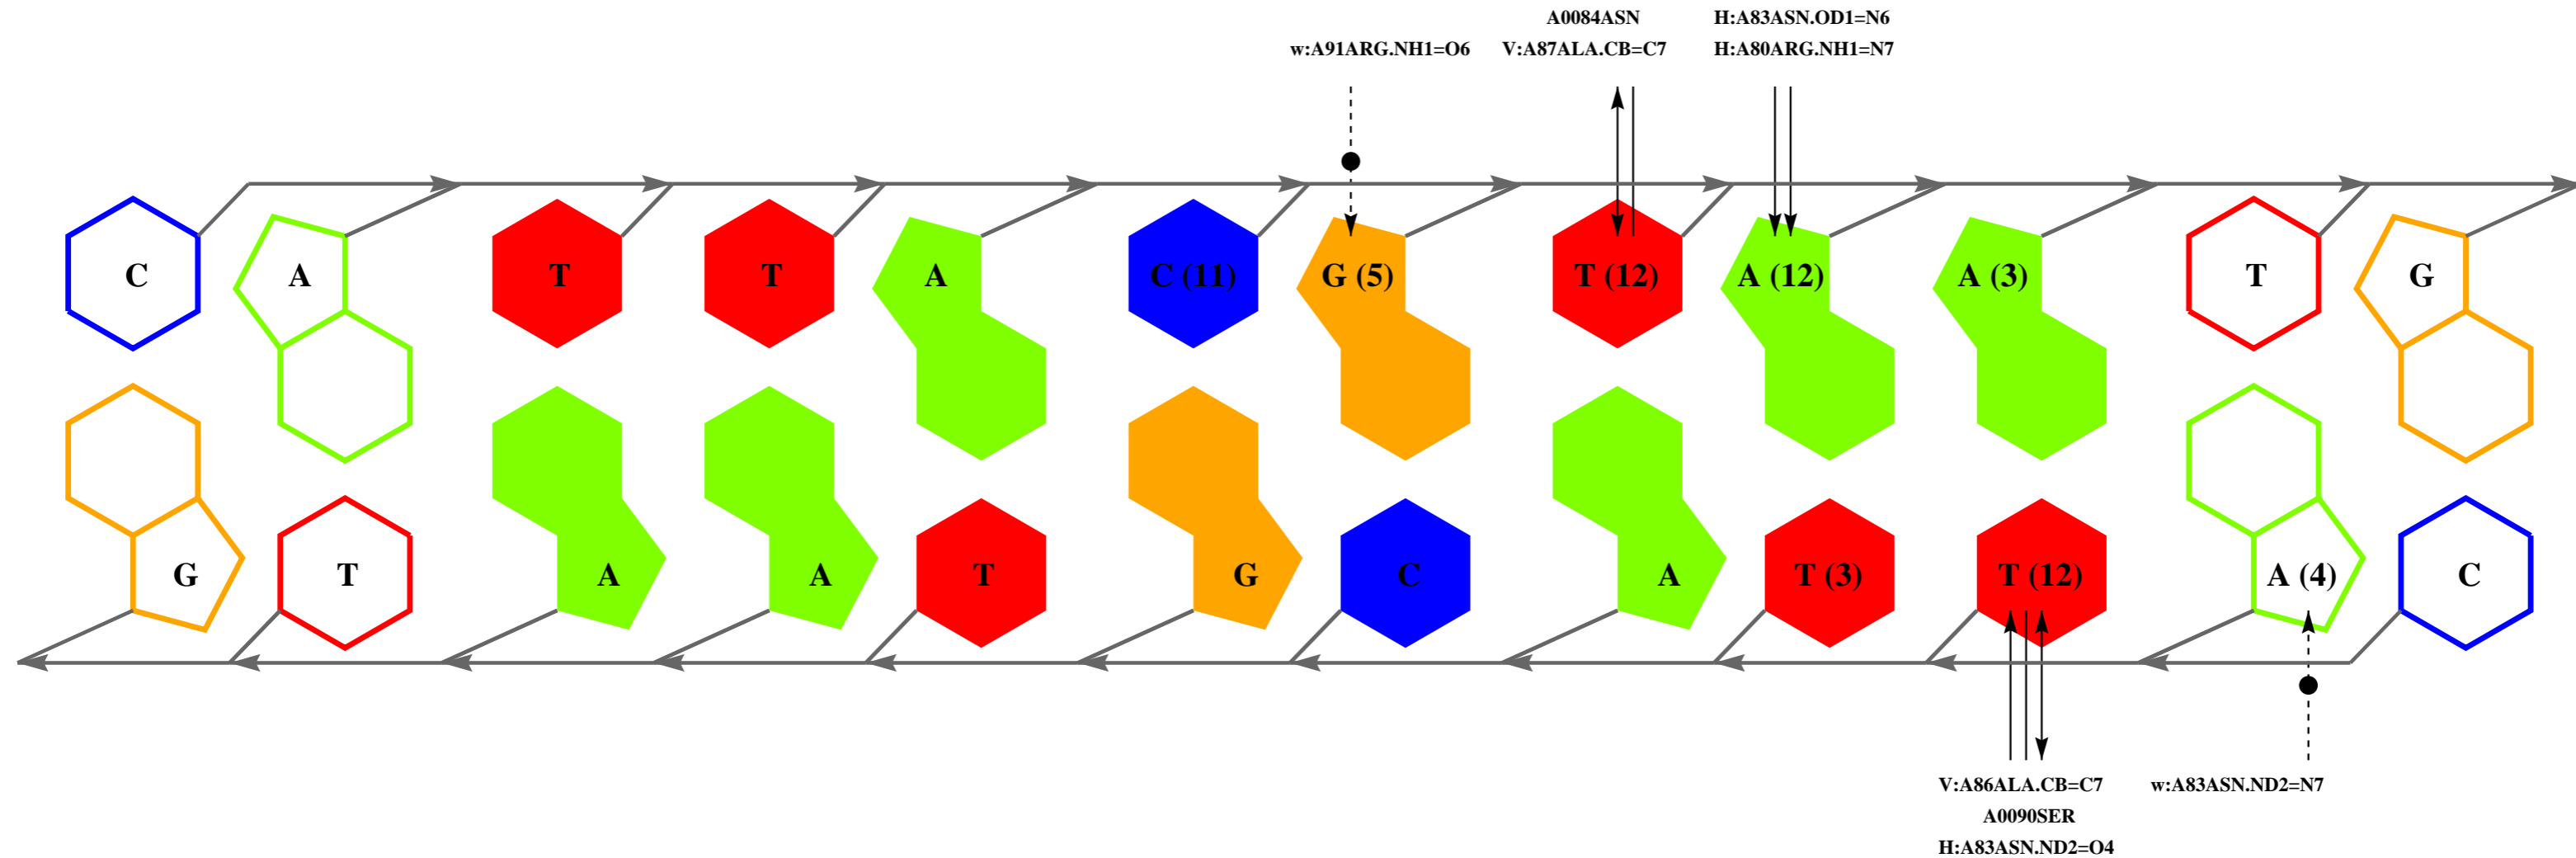 A0084ASN H:A83ASN.OD1=N6
w:A91ARG.NH1=O6 V:A87ALA.CB=C7 H:A80ARG.NH1=N7
C A T T A C (11) G (5) T (12) A (12) A (3) T G
G T A A T G C A T (3) T (12) A (4) C
V:A86ALA.CB=C7 w:A83ASN.ND2=N7
A0090SER
H:A83ASN.ND2=O4